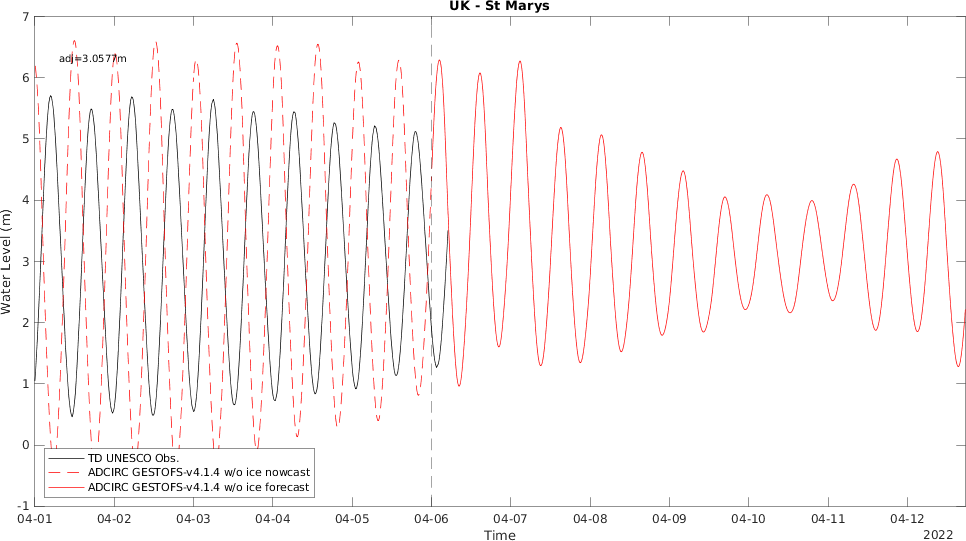 UK - St Marys
adj=3.0577m
Water Level (m)
7
6
5
4
3
2
1
0
-1
TD UNESCO Obs.
ADCIRC GESTOFS-v4.1.4 w/o ice nowcast
ADCIRC GESTOFS-v4.1.4 w/o ice forecast
04-01 04-02 04-03 04-04 04-05 04-06 04-07 04-08 04-09 04-10 04-11 04-12
Time
2022